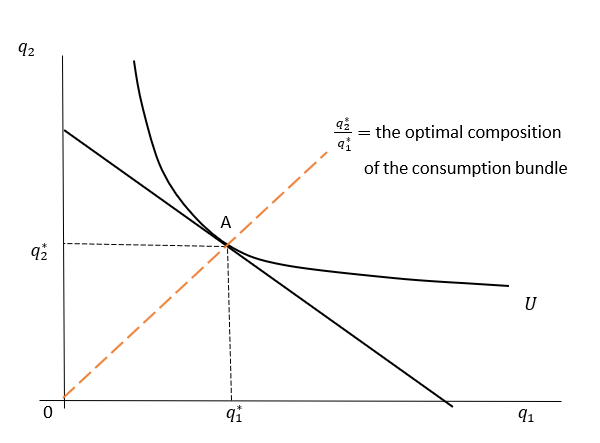 q₂
q₂*/q₁* = the optimal composition
of the consumption bundle
A
q₂*
U
0
q₁*
q₁